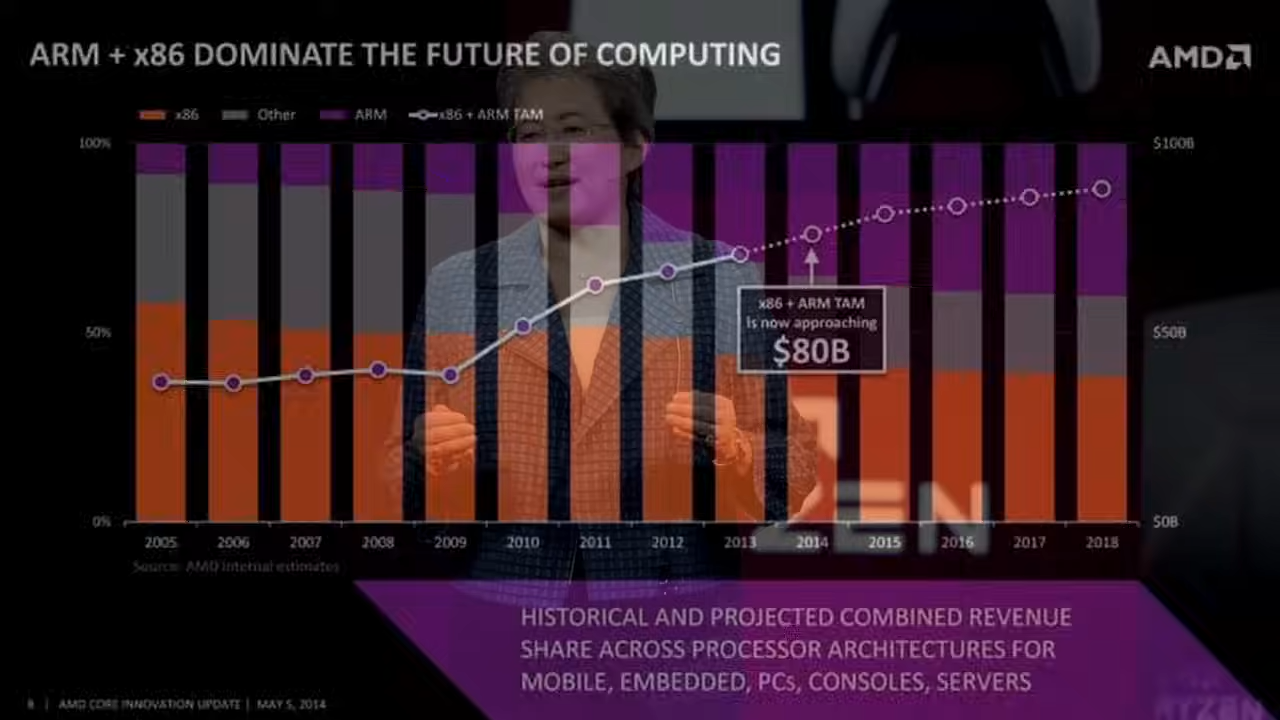 ARM + x86 DOMINATE THE FUTURE OF COMPUTING
AMD
x86 Other ARM x86 + ARM TAM
100% $100B
x86 + ARM TAM
Is now approaching
$80B
50% $50B
ZEN
0% $0B
2005 2006 2007 2008 2009 2010 2011 2012 2013 2014 2015 2016 2017 2018
Source: AMD internal estimates
HISTORICAL AND PROJECTED COMBINED REVENUE
SHARE ACROSS PROCESSOR ARCHITECTURES FOR
MOBILE, EMBEDDED, PCs, CONSOLES, SERVERS
8 | AMD CORE INNOVATION UPDATE | MAY 5, 2014
RYZEN